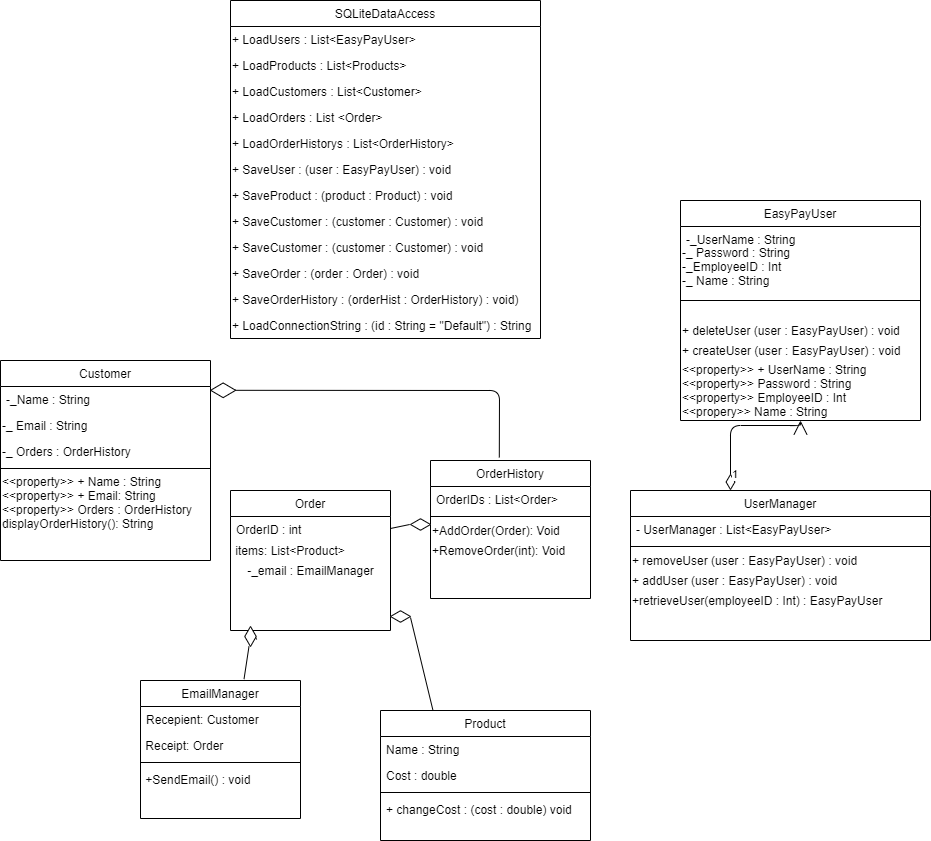 SQLiteDataAccess
+ LoadUsers : List<EasyPayUser>
+ LoadProducts : List<Products>
+ LoadCustomers : List<Customer>
+ LoadOrders : List <Order>
+ LoadOrderHistorys : List<OrderHistory>
+ SaveUser : (user : EasyPayUser) : void
+ SaveProduct : (product : Product) : void
+ SaveCustomer : (customer : Customer) : void
+ SaveCustomer : (customer : Customer) : void
+ SaveOrder : (order : Order) : void
+ SaveOrderHistory : (orderHist : OrderHistory) : void)
+ LoadConnectionString : (id : String = "Default") : String
EasyPayUser
-_UserName : String
-_ Password : String
-_EmployeeID : Int
-_ Name : String
+ deleteUser (user : EasyPayUser) : void
+ createUser (user : EasyPayUser) : void
<<property>> + UserName : String
<<property>> Password : String
<<property>> EmployeeID : Int
<<propery>> Name : String
Customer
-_Name : String
-_ Email : String
-_ Orders : OrderHistory
<<property>> + Name : String
<<property>> + Email: String
<<property>> Orders : OrderHistory
displayOrderHistory(): String
OrderHistory
OrderIDs : List<Order>
+AddOrder(Order): Void
+RemoveOrder(int): Void
Order
OrderID : int
items: List<Product>
-_email : EmailManager
1
UserManager
- UserManager : List<EasyPayUser>
+ removeUser (user : EasyPayUser) : void
+ addUser (user : EasyPayUser) : void
+retrieveUser(employeeID : Int) : EasyPayUser
EmailManager
Recepient: Customer
Receipt: Order
+SendEmail() : void
Product
Name : String
Cost : double
+ changeCost : (cost : double) void